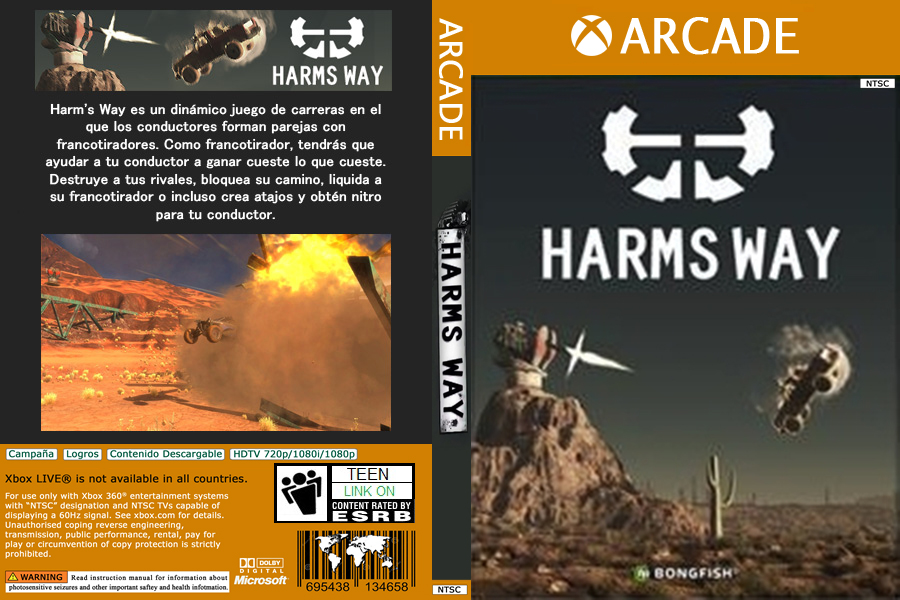 HARMS WAY
Harm's Way es un dinámico juego de carreras en el
que los conductores forman parejas con
francotiradores. Como francotirador, tendrás que
ayudar a tu conductor a ganar cueste lo que cueste.
Destruye a tus rivales, bloquea su camino, liquida a
su francotirador o incluso crea atajos y obtén nitro
para tu conductor.
Campaña Logros Contenido Descargable HDTV 720p/1080i/1080p
Xbox LIVE® is not available in all countries.
For use only with Xbox 360® entertainment systems
with "NTSC" designation and NTSC TVs capable of
displaying a 60Hz signal. See xbox.com for details.
Unauthorised coping reverse engineering,
transmission, public performance, rental, pay for
play or circumvention of copy protection is strictly
prohibited.
WARNING Read instruction manual for information about
photosensitive seizures and other important saftey and health infotmation.
DOLBY
DIGITAL
Microsoft
TEEN
LINK ON
CONTENT RATED BY
ESRB
695438 134658
ARCADE
HARMS WAY
NTSC
ARCADE
NTSC
HARMS WAY
BONGFISH